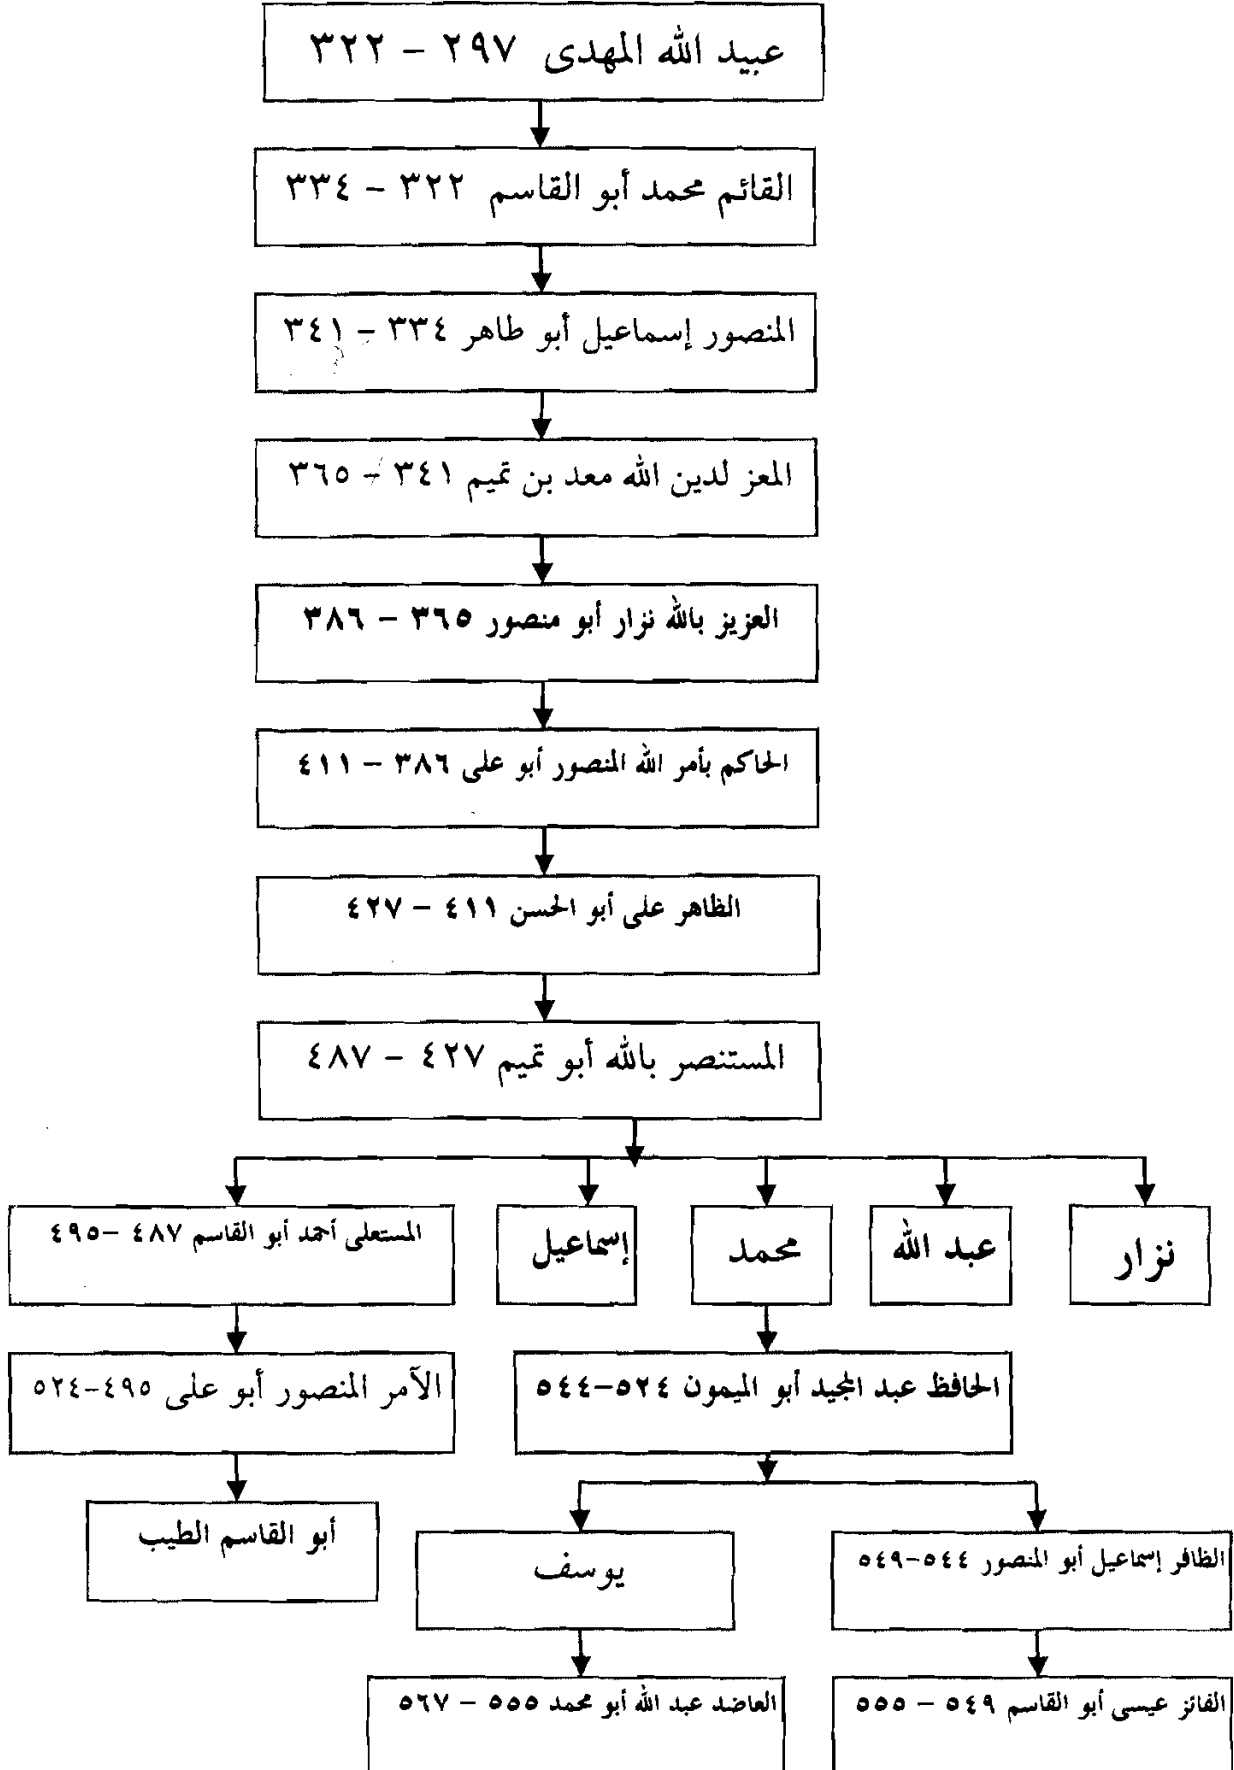 عبيد الله المهدى ٢٩٧ – ٣٢٢
القائم محمد أبو القاسم ٣٢٢ – ٣٣٤
المنصور إسماعيل أبو طاهر ٣٣٤ – ٣٤١
المعز لدين الله معد بن تميم ٣٤١ – ٣٦٥
العزيز بالله نزار أبو منصور ٣٦٥ – ٣٨٦
الحاكم بأمر الله المنصور أبو على ٣٨٦ – ٤١١
الظاهر على أبو الحسن ٤١١ – ٤٢٧
المستنصر بالله أبو تميم ٤٢٧ – ٤٨٧
نزار
عبد الله
محمد
إسماعيل
المستعلى أحمد أبو القاسم ٤٨٧ –٤٩٥
الحافظ عبد المجيد أبو الميمون ٥٢٤–٥٤٤
الآمر المنصور أبو على ٤٩٥–٥٢٤
الظافر إسماعيل أبو المنصور ٥٤٤–٥٤٩
يوسف
أبو القاسم الطيب
الفائز عيسى أبو القاسم ٥٤٩ – ٥٥٥
العاضد عبد الله أبو محمد ٥٥٥ – ٥٦٧